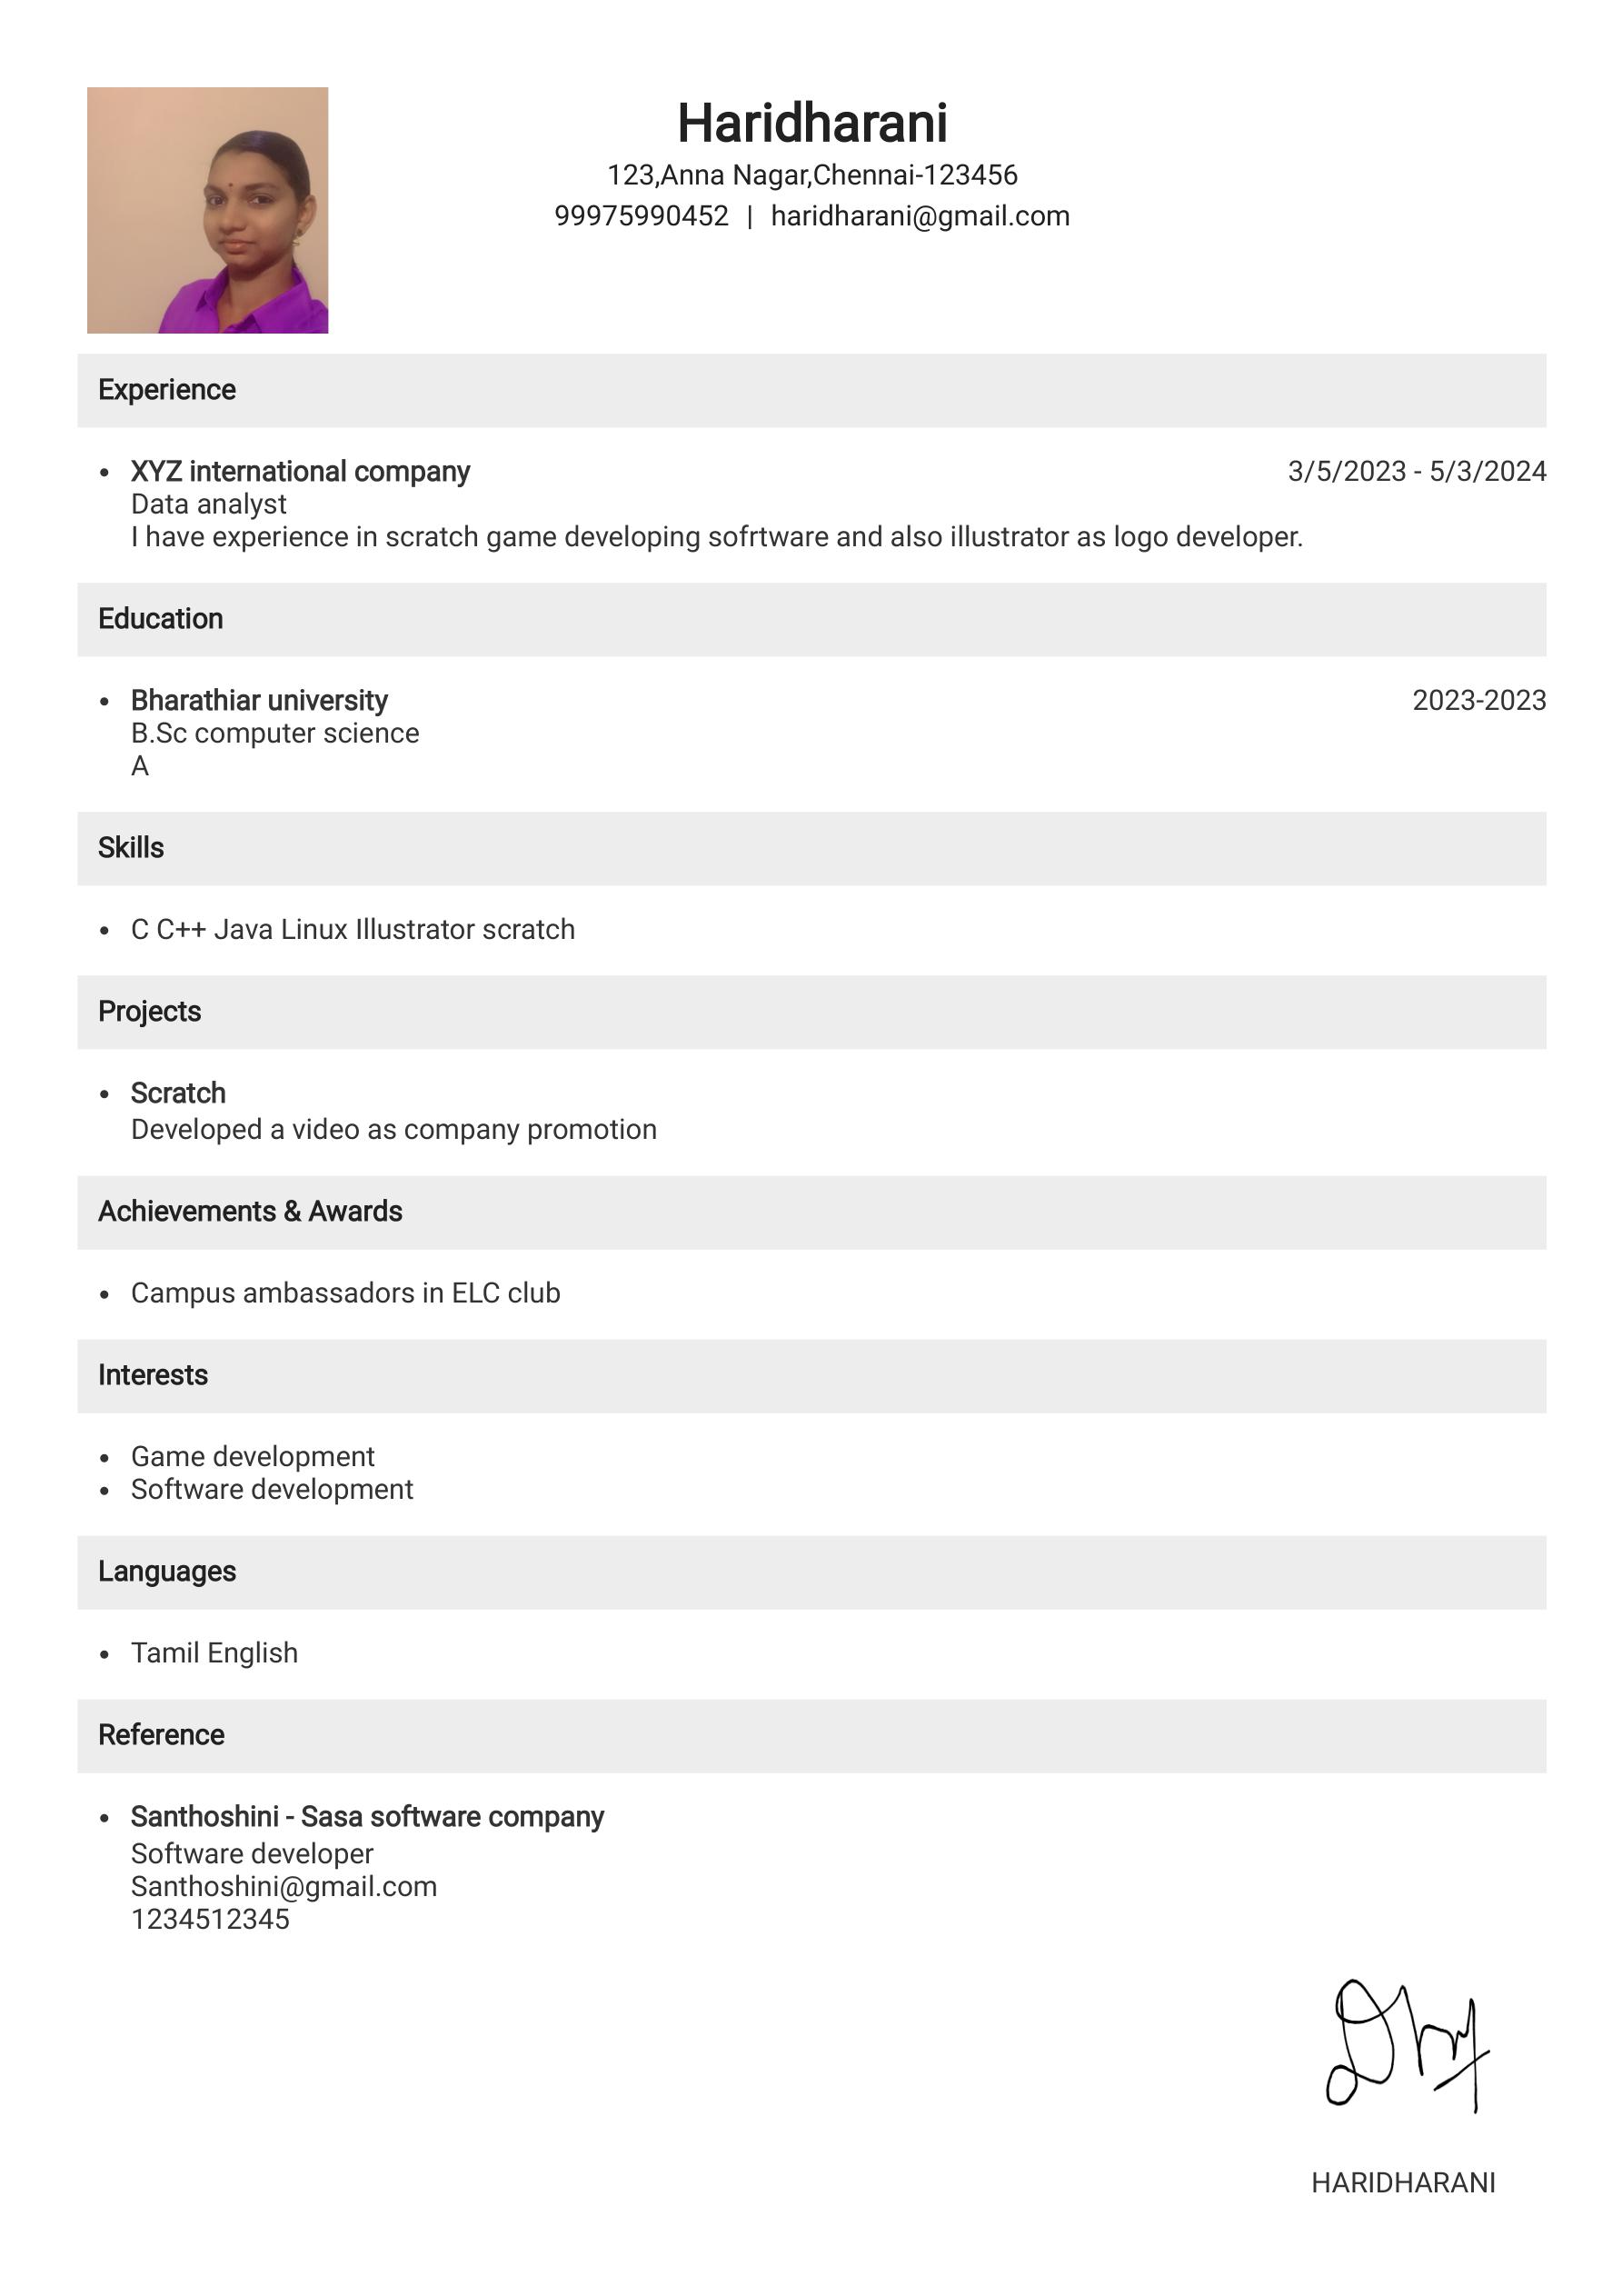 Haridharani
123,Anna Nagar,Chennai-123456
99975990452 | haridharani@gmail.com
Experience
• XYZ international company 3/5/2023 - 5/3/2024
Data analyst
I have experience in scratch game developing sofrtware and also illustrator as logo developer.
Education
• Bharathiar university 2023-2023
B.Sc computer science
A
Skills
• C C++ Java Linux Illustrator scratch
Projects
• Scratch
Developed a video as company promotion
Achievements & Awards
• Campus ambassadors in ELC club
Interests
• Game development
• Software development
Languages
• Tamil English
Reference
• Santhoshini - Sasa software company
Software developer
Santhoshini@gmail.com
1234512345
HARIDHARANI